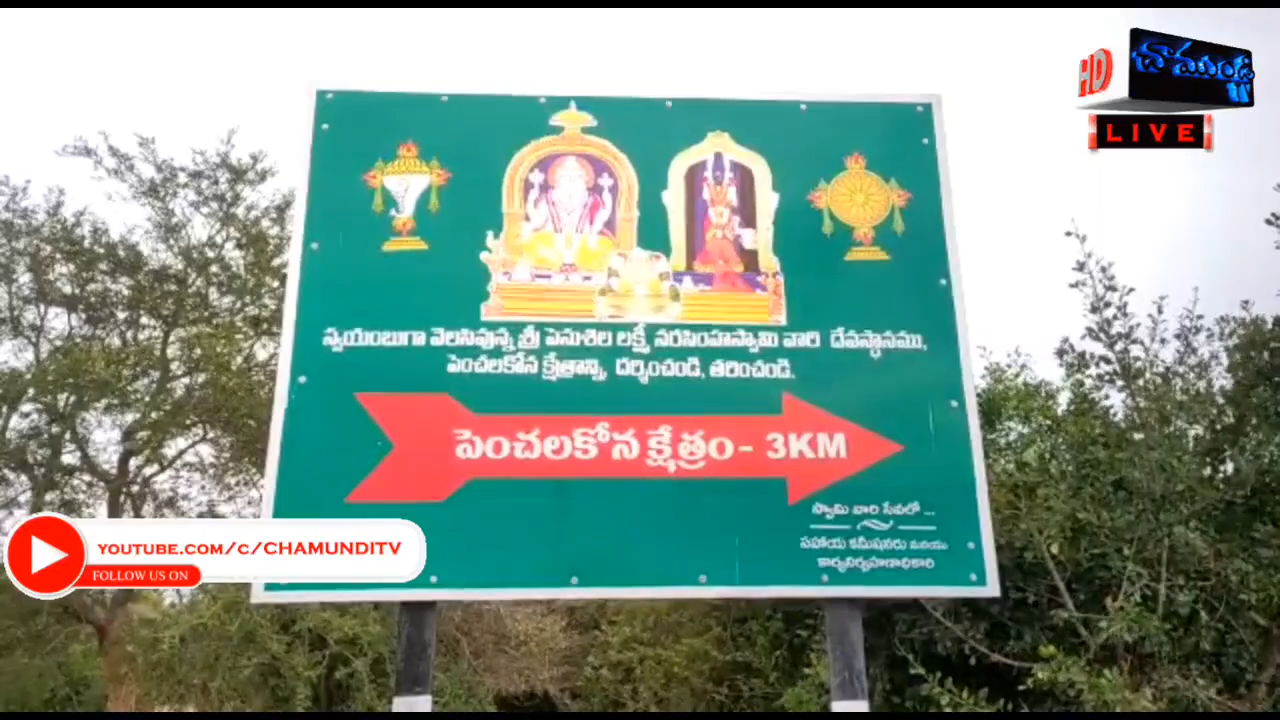 HD
చాముండి
tv
LIVE
స్వయంబుగా వెలసివున్న శ్రీ పెనుశిల లక్ష్మీ నరసింహస్వామి వారి దేవస్థానము,
పెంచలకోన క్షేత్రాన్ని, దర్శించండి, తరించండి.
పెంచలకోన క్షేత్రం- 3KM
స్వామి వారి సేవలో ...
సహాయ కమీషనరు మరియు
కార్యనిర్వహణాధికారి
YOUTUBE.COM/C/CHAMUNDITV
FOLLOW US ON